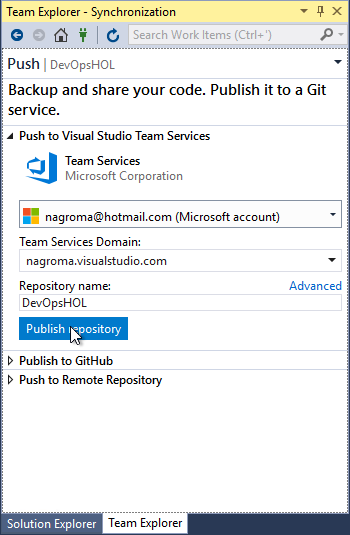 Team Explorer - Synchronization
Search Work Items (Ctrl+')
Push | DevOpsHOL
Backup and share your code. Publish it to a Git
service.
Push to Visual Studio Team Services
Team Services
Microsoft Corporation
nagroma@hotmail.com (Microsoft account)
Team Services Domain:
nagroma.visualstudio.com
Repository name:
Advanced
DevOpsHOL
Publish repository
Publish to GitHub
Push to Remote Repository
Solution Explorer
Team Explorer